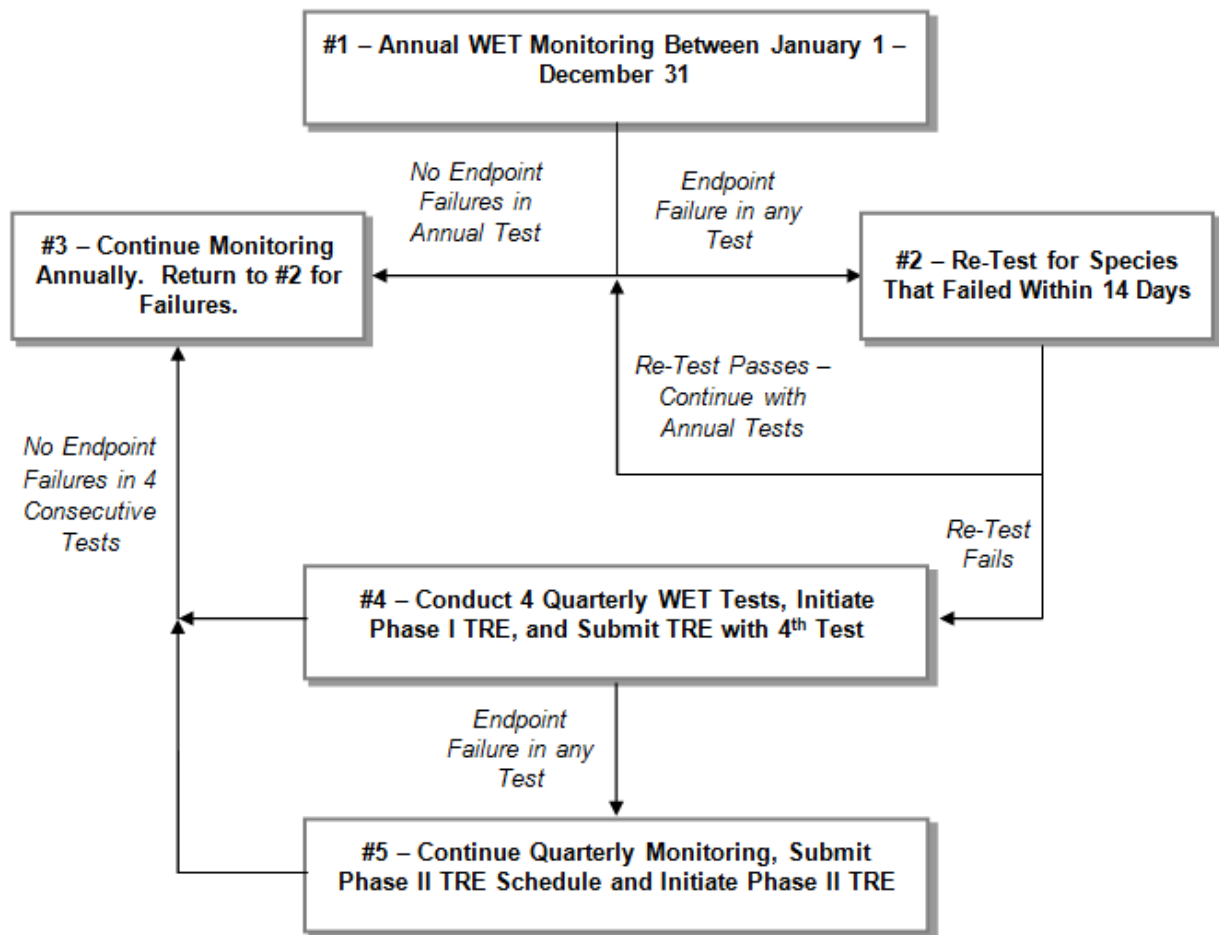 #1 – Annual WET Monitoring Between January 1 –
December 31
No Endpoint
Failures in
Annual Test
Endpoint
Failure in any
Test
#3 – Continue Monitoring
Annually. Return to #2 for
Failures.
#2 – Re-Test for Species
That Failed Within 14 Days
Re-Test Passes –
Continue with
Annual Tests
No Endpoint
Failures in 4
Consecutive
Tests
Re-Test
Fails
#4 – Conduct 4 Quarterly WET Tests, Initiate
Phase I TRE, and Submit TRE with 4th Test
Endpoint
Failure in any
Test
#5 – Continue Quarterly Monitoring, Submit
Phase II TRE Schedule and Initiate Phase II TRE